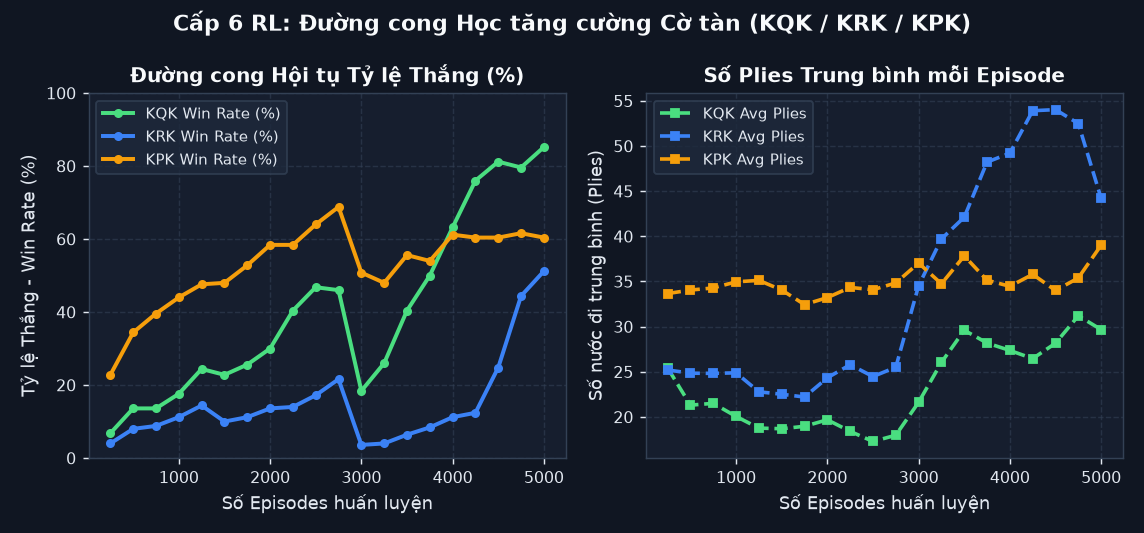 Cấp 6 RL: Đường cong Học tăng cường Cờ tàn (KQK / KRK / KPK)
Đường cong Hội tụ Tỷ lệ Thắng (%)
KQK Win Rate (%)
KRK Win Rate (%)
KPK Win Rate (%)
Tỷ lệ Thắng - Win Rate (%)
100
80
60
40
20
0
1000 2000 3000 4000 5000
Số Episodes huấn luyện
Số Plies Trung bình mỗi Episode
KQK Avg Plies
KRK Avg Plies
KPK Avg Plies
Số nước đi trung bình (Plies)
55
50
45
40
35
30
25
20
1000 2000 3000 4000 5000
Số Episodes huấn luyện